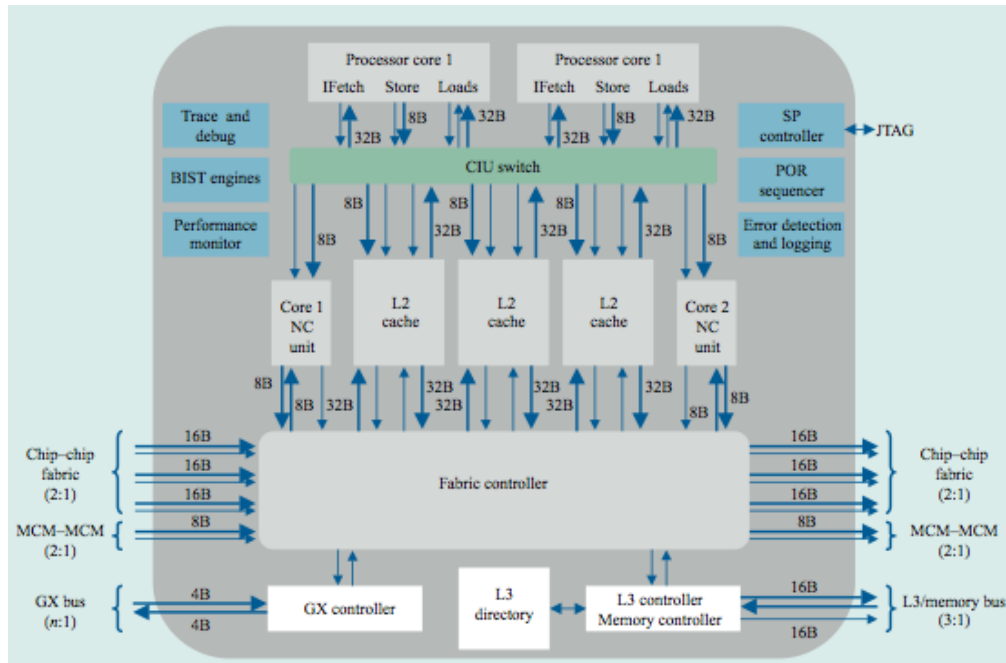 Processor core 1
IFetch Store Loads
8B
32B
32B
Processor core 1
IFetch Store Loads
8B
32B
32B
Trace and
debug
SP
controller
JTAG
CIU switch
BIST engines
POR
sequencer
Performance
monitor
Error detection
and logging
8B
8B
32B
8B
32B
8B
32B
8B
Core 1
NC
unit
L2
cache
L2
cache
L2
cache
Core 2
NC
unit
8B
8B
32B
32B
32B
32B
32B
32B
8B
8B
Chip–chip
fabric
(2:1)
16B
16B
16B
MCM–MCM
(2:1)
8B
Fabric controller
16B
16B
16B
Chip–chip
fabric
(2:1)
8B
MCM–MCM
(2:1)
GX bus
(n:1)
4B
4B
GX controller
L3
directory
L3 controller
Memory controller
16B
16B
L3/memory bus
(3:1)